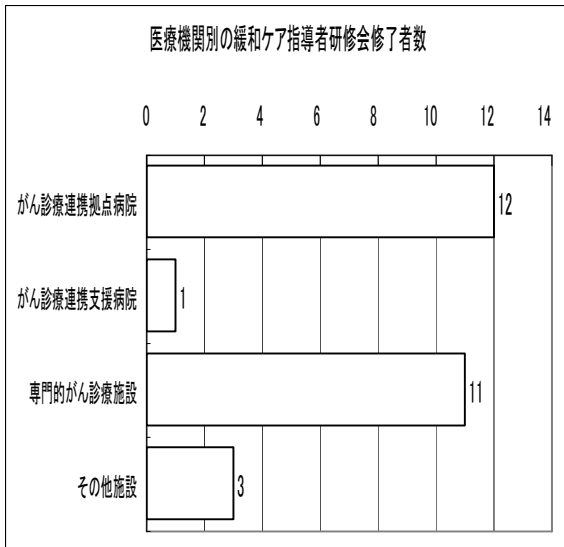 医療機関別の緩和ケア指導者研修会修了者数
0 2 4 6 8 10 12 14
がん診療連携拠点病院 12
がん診療連携支援病院 1
専門的がん診療施設 11
その他施設 3